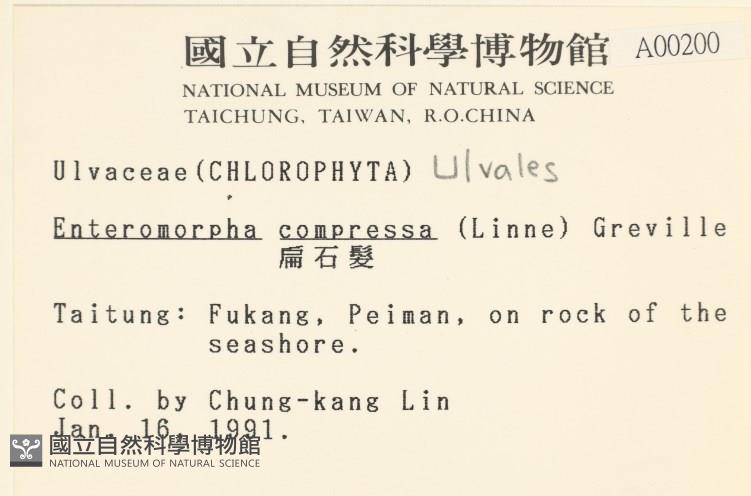 國立自然科學博物館 A00200
NATIONAL MUSEUM OF NATURAL SCIENCE
TAICHUNG, TAIWAN, R.O.CHINA
Ulvaceae(CHLOROPHYTA) Ulvales
Enteromorpha compressa (Linne) Greville
扁石髮
Taitung: Fukang, Peiman, on rock of the
seashore.
Coll. by Chung-kang Lin
Jan. 16, 1991.
國立自然科學博物館
NATIONAL MUSEUM OF NATURAL SCIENCE